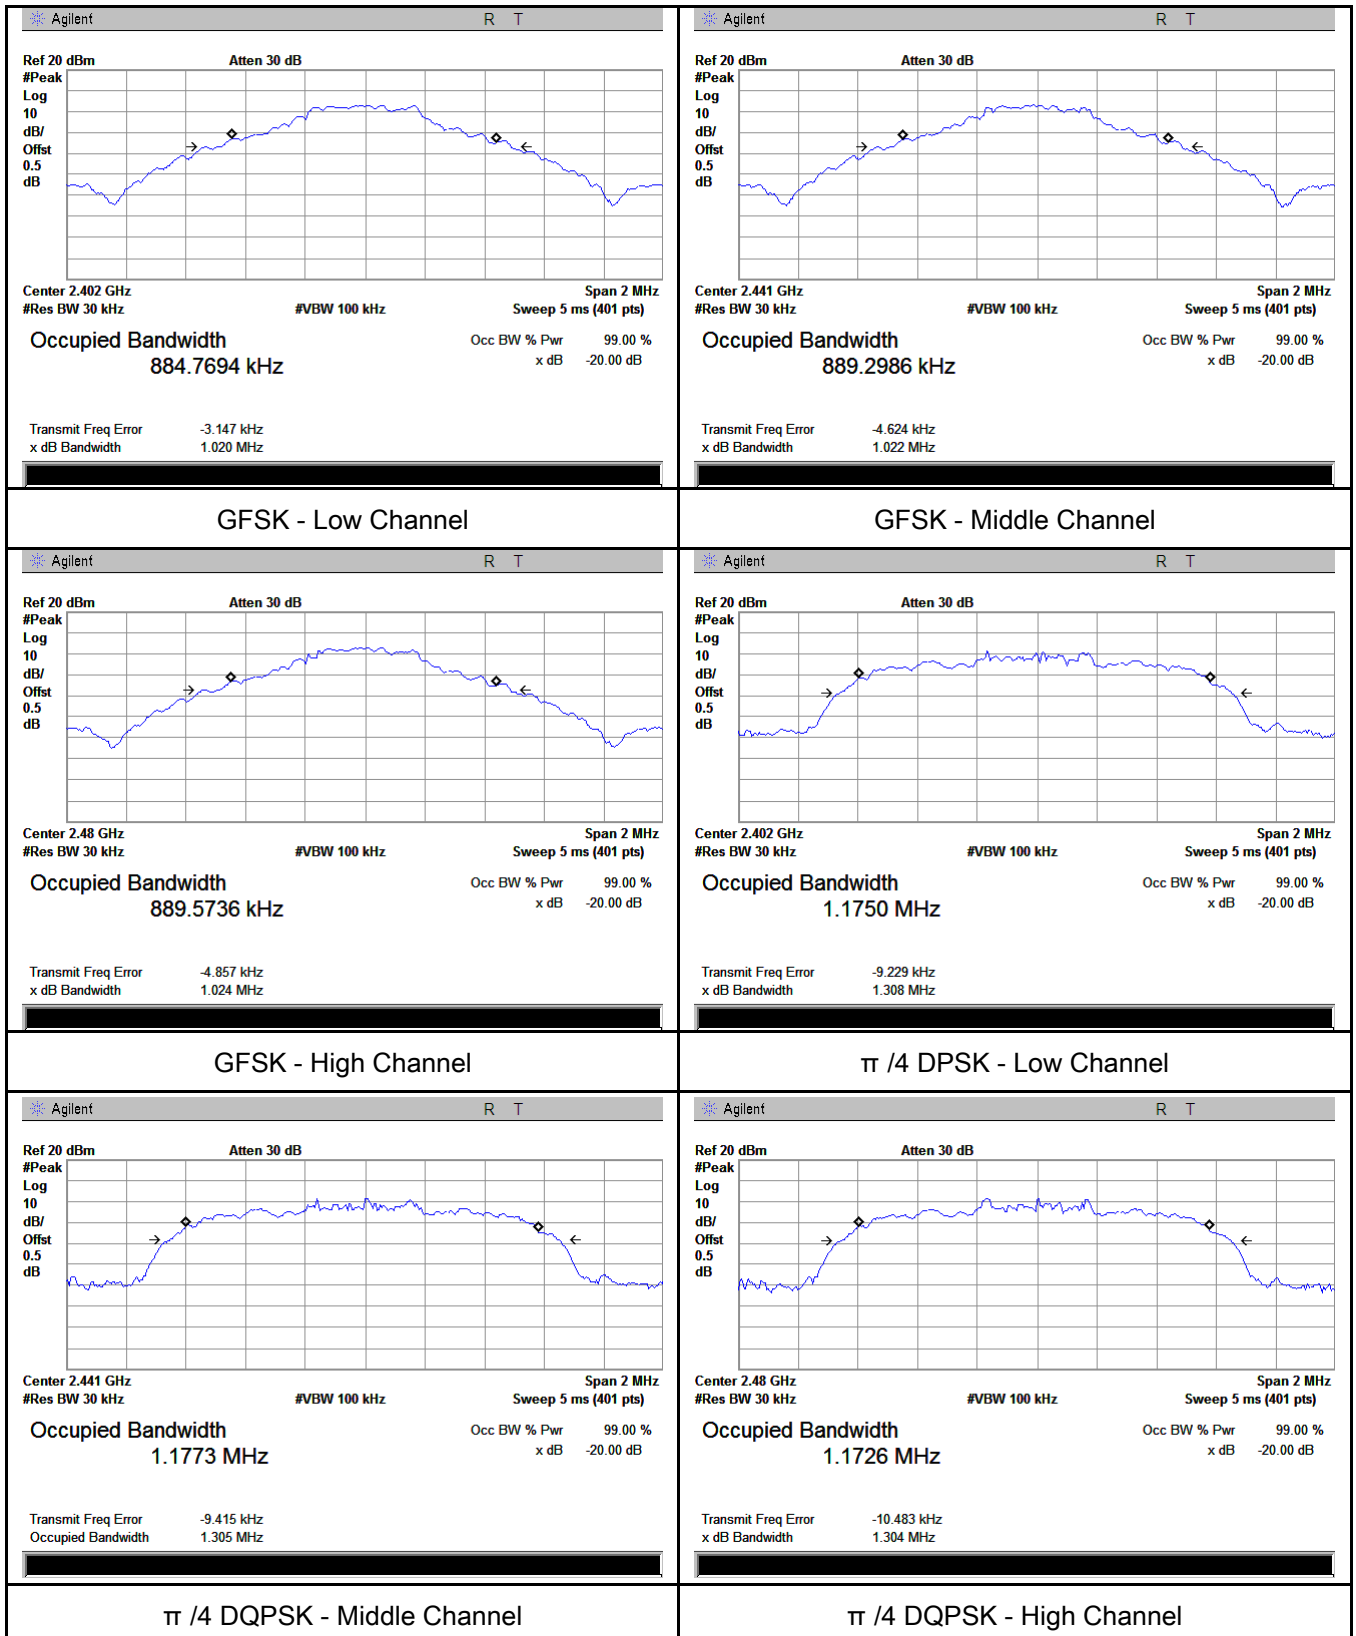 Agilent R T
Ref 20 dBm Atten 30 dB
#Peak
Log
10
dB/
Offst
0.5
dB
Center 2.402 GHz Span 2 MHz
#Res BW 30 kHz #VBW 100 kHz Sweep 5 ms (401 pts)
Occupied Bandwidth Occ BW % Pwr 99.00 %
884.7694 kHz x dB -20.00 dB
Transmit Freq Error -3.147 kHz
x dB Bandwidth 1.020 MHz
GFSK - Low Channel
Agilent R T
Ref 20 dBm Atten 30 dB
#Peak
Log
10
dB/
Offst
0.5
dB
Center 2.441 GHz Span 2 MHz
#Res BW 30 kHz #VBW 100 kHz Sweep 5 ms (401 pts)
Occupied Bandwidth Occ BW % Pwr 99.00 %
889.2986 kHz x dB -20.00 dB
Transmit Freq Error -4.624 kHz
x dB Bandwidth 1.022 MHz
GFSK - Middle Channel
Agilent R T
Ref 20 dBm Atten 30 dB
#Peak
Log
10
dB/
Offst
0.5
dB
Center 2.48 GHz Span 2 MHz
#Res BW 30 kHz #VBW 100 kHz Sweep 5 ms (401 pts)
Occupied Bandwidth Occ BW % Pwr 99.00 %
889.5736 kHz x dB -20.00 dB
Transmit Freq Error -4.857 kHz
x dB Bandwidth 1.024 MHz
GFSK - High Channel
Agilent R T
Ref 20 dBm Atten 30 dB
#Peak
Log
10
dB/
Offst
0.5
dB
Center 2.402 GHz Span 2 MHz
#Res BW 30 kHz #VBW 100 kHz Sweep 5 ms (401 pts)
Occupied Bandwidth Occ BW % Pwr 99.00 %
1.1750 MHz x dB -20.00 dB
Transmit Freq Error -9.229 kHz
x dB Bandwidth 1.308 MHz
π /4 DPSK - Low Channel
Agilent R T
Ref 20 dBm Atten 30 dB
#Peak
Log
10
dB/
Offst
0.5
dB
Center 2.441 GHz Span 2 MHz
#Res BW 30 kHz #VBW 100 kHz Sweep 5 ms (401 pts)
Occupied Bandwidth Occ BW % Pwr 99.00 %
1.1773 MHz x dB -20.00 dB
Transmit Freq Error -9.415 kHz
Occupied Bandwidth 1.305 MHz
π /4 DQPSK - Middle Channel
Agilent R T
Ref 20 dBm Atten 30 dB
#Peak
Log
10
dB/
Offst
0.5
dB
Center 2.48 GHz Span 2 MHz
#Res BW 30 kHz #VBW 100 kHz Sweep 5 ms (401 pts)
Occupied Bandwidth Occ BW % Pwr 99.00 %
1.1726 MHz x dB -20.00 dB
Transmit Freq Error -10.483 kHz
x dB Bandwidth 1.304 MHz
π /4 DQPSK - High Channel